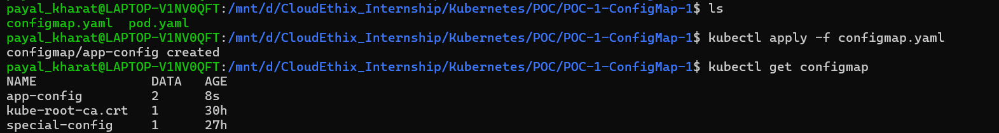 payal_kharat@LAPTOP-V1NV0QFT:/mnt/d/CloudEthix_Internship/Kubernetes/POC/POC-1-ConfigMap-1$ ls
configmap.yaml  pod.yaml
payal_kharat@LAPTOP-V1NV0QFT:/mnt/d/CloudEthix_Internship/Kubernetes/POC/POC-1-ConfigMap-1$ kubectl apply -f configmap.yaml
configmap/app-config created
payal_kharat@LAPTOP-V1NV0QFT:/mnt/d/CloudEthix_Internship/Kubernetes/POC/POC-1-ConfigMap-1$ kubectl get configmap
NAME               DATA   AGE
app-config         2      8s
kube-root-ca.crt   1      30h
special-config     1      27h